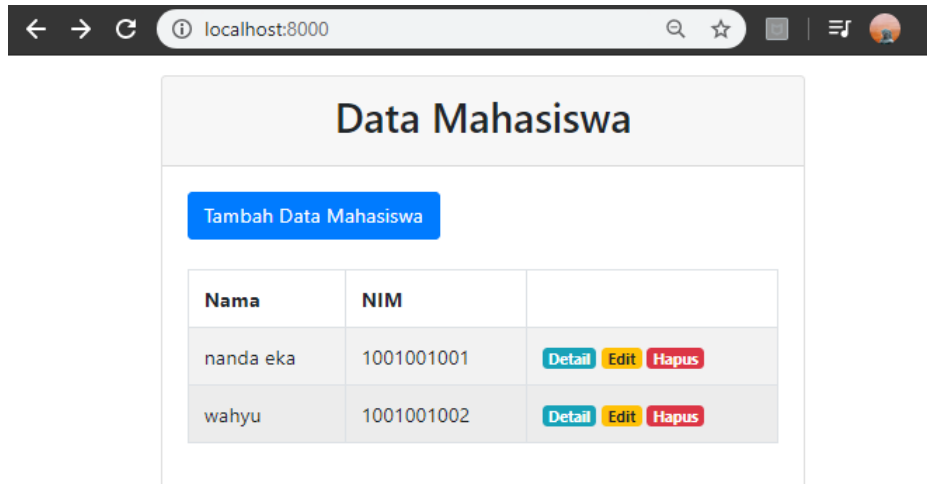 localhost:8000
Data Mahasiswa
Tambah Data Mahasiswa
Nama NIM
nanda eka 1001001001 Detail Edit Hapus
wahyu 1001001002 Detail Edit Hapus